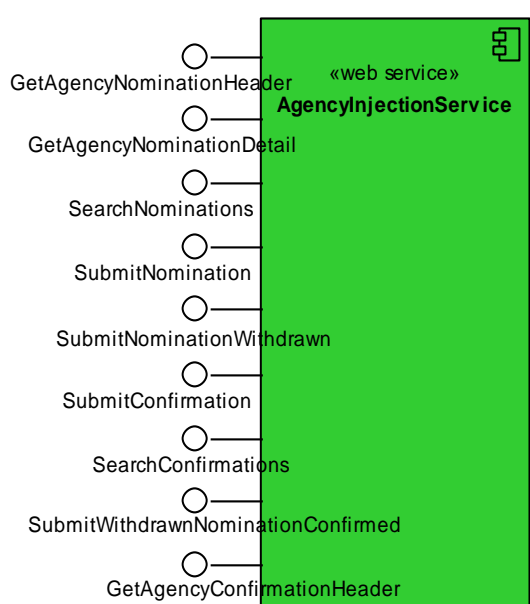 «web service»
GetAgencyNominationHeader
AgencyInjectionService
GetAgencyNominationDetail
SearchNominations
SubmitNomination
SubmitNominationWithdrawn
SubmitConfirmation
SearchConfirmations
SubmitWithdrawnNominationConfirmed
GetAgencyConfirmationHeader